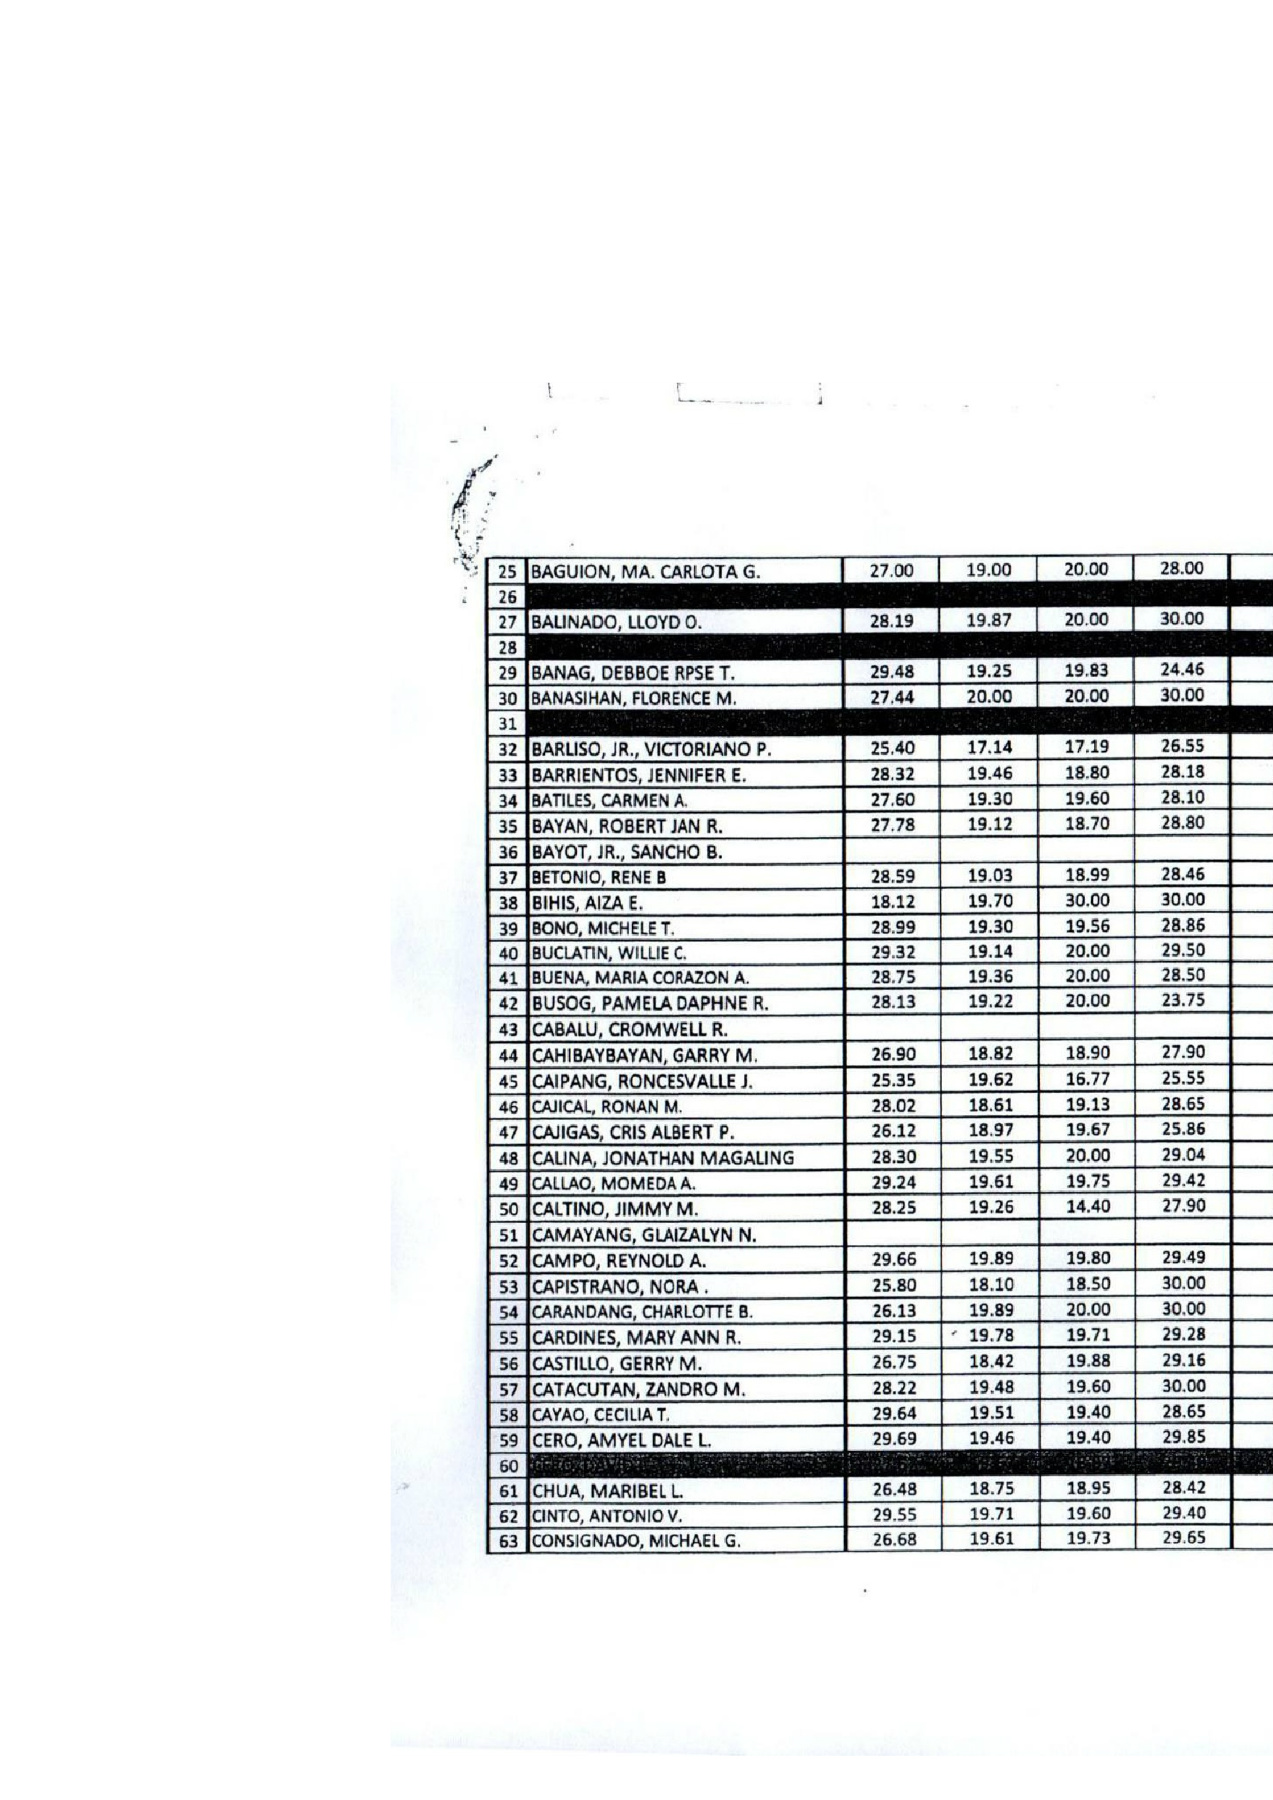 25 BAGUION, MA. CARLOTA G. 27.00 19.00 20.00 28.00
26
27 BALINADO, LLOYD O. 28.19 19.87 20.00 30.00
28
29 BANAG, DEBBOE RPSE T. 29.48 19.25 19.83 24.46
30 BANASIHAN, FLORENCE M. 27.44 20.00 20.00 30.00
31
32 BARLISO, JR., VICTORIANO P. 25.40 17.14 17.19 26.55
33 BARRIENTOS, JENNIFER E. 28.32 19.46 18.80 28.18
34 BATILES, CARMEN A. 27.60 19.30 19.60 28.10
35 BAYAN, ROBERT JAN R. 27.78 19.12 18.70 28.80
36 BAYOT, JR., SANCHO B.
37 BETONIO, RENE B 28.59 19.03 18.99 28.46
38 BIHIS, AIZA E. 18.12 19.70 30.00 30.00
39 BONO, MICHELE T. 28.99 19.30 19.56 28.86
40 BUCLATIN, WILLIE C. 29.32 19.14 20.00 29.50
41 BUENA, MARIA CORAZON A. 28.75 19.36 20.00 28.50
42 BUSOG, PAMELA DAPHNE R. 28.13 19.22 20.00 23.75
43 CABALU, CROMWELL R.
44 CAHIBAYBAYAN, GARRY M. 26.90 18.82 18.90 27.90
45 CAIPANG, RONCESVALLE J. 25.35 19.62 16.77 25.55
46 CAJICAL, RONAN M. 28.02 18.61 19.13 28.65
47 CAJIGAS, CRIS ALBERT P. 26.12 18.97 19.67 25.86
48 CALINA, JONATHAN MAGALING 28.30 19.55 20.00 29.04
49 CALLAO, MOMEDA A. 29.24 19.61 19.75 29.42
50 CALTINO, JIMMY M. 28.25 19.26 14.40 27.90
51 CAMAYANG, GLAIZALYN N.
52 CAMPO, REYNOLD A. 29.66 19.89 19.80 29.49
53 CAPISTRANO, NORA . 25.80 18.10 18.50 30.00
54 CARANDANG, CHARLOTTE B. 26.13 19.89 20.00 30.00
55 CARDINES, MARY ANN R. 29.15 19.78 19.71 29.28
56 CASTILLO, GERRY M. 26.75 18.42 19.88 29.16
57 CATACUTAN, ZANDRO M. 28.22 19.48 19.60 30.00
58 CAYAO, CECILIA T. 29.64 19.51 19.40 28.65
59 CERO, AMYEL DALE L. 29.69 19.46 19.40 29.85
60
61 CHUA, MARIBEL L. 26.48 18.75 18.95 28.42
62 CINTO, ANTONIO V. 29.55 19.71 19.60 29.40
63 CONSIGNADO, MICHAEL G. 26.68 19.61 19.73 29.65